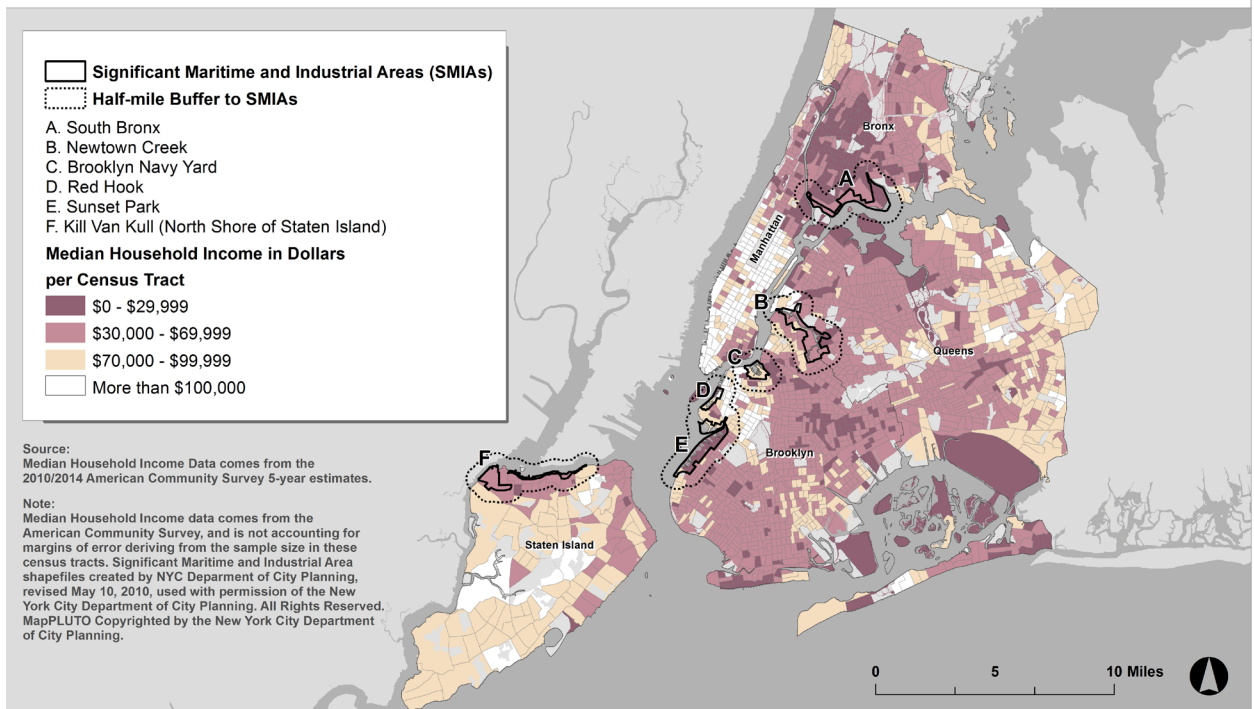 Significant Maritime and Industrial Areas (SMIAs)
Half-mile Buffer to SMIAs
A. South Bronx
B. Newtown Creek
C. Brooklyn Navy Yard
D. Red Hook
E. Sunset Park
F. Kill Van Kull (North Shore of Staten Island)
Median Household Income in Dollars
per Census Tract
$0 - $29,999
$30,000 - $69,999
$70,000 - $99,999
More than $100,000
Source:
Median Household Income Data comes from the
2010/2014 American Community Survey 5-year estimates.
Note:
Median Household Income data comes from the
American Community Survey, and is not accounting for
margins of error deriving from the sample size in these
census tracts. Significant Maritime and Industrial Area
shapefiles created by NYC Deparment of City Planning,
revised May 10, 2010, used with permission of the New
York City Department of City Planning. All Rights Reserved.
MapPLUTO Copyrighted by the New York City Department
of City Planning.
Bronx
A
Manhattan
B
Queens
C
D
E
Brooklyn
F
Staten Island
0 5 10 Miles